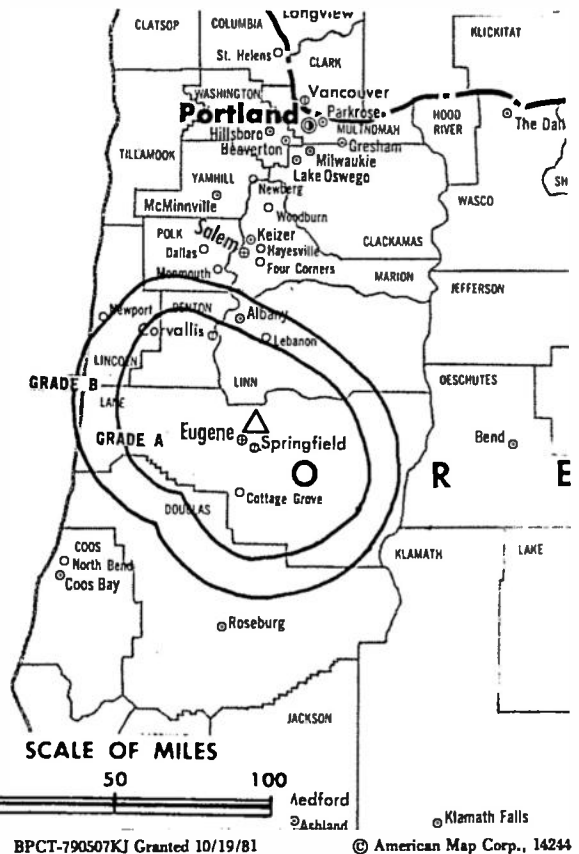 Longview
CLATSOP
COLUMBIA
KLICKITAT
St. Helens
CLARK
WASHINGTON
Vancouver
Portland
Parkrose
HOOD
RIVER
The Dal
Hillsboro
MULTNOMAH
Beaverton
Gresham
TILLAMOOK
Milwaukie
Lake Oswego
YAMHILL
Newberg
SH
WASCO
McMinnville
Woodburn
POLK
Salem
Keizer
Dallas
Hayesville
CLACKAMAS
Four Corners
Monmouth
MARION
JEFFERSON
Newport
BENTON
Albany
Corvallis
Lebanon
LINCOLN
GRADE B
LINN
DESCHUTES
LANE
GRADE A
Eugene
Springfield
Bend
O R E
Cottage Grove
DOUGLAS
COOS
KLAMATH
LAKE
North Bend
Coos Bay
Roseburg
JACKSON
SCALE OF MILES
50 100
Medford
Ashland
Klamath Falls
BPCT-790507KJ Granted 10/19/81
© American Map Corp., 14244